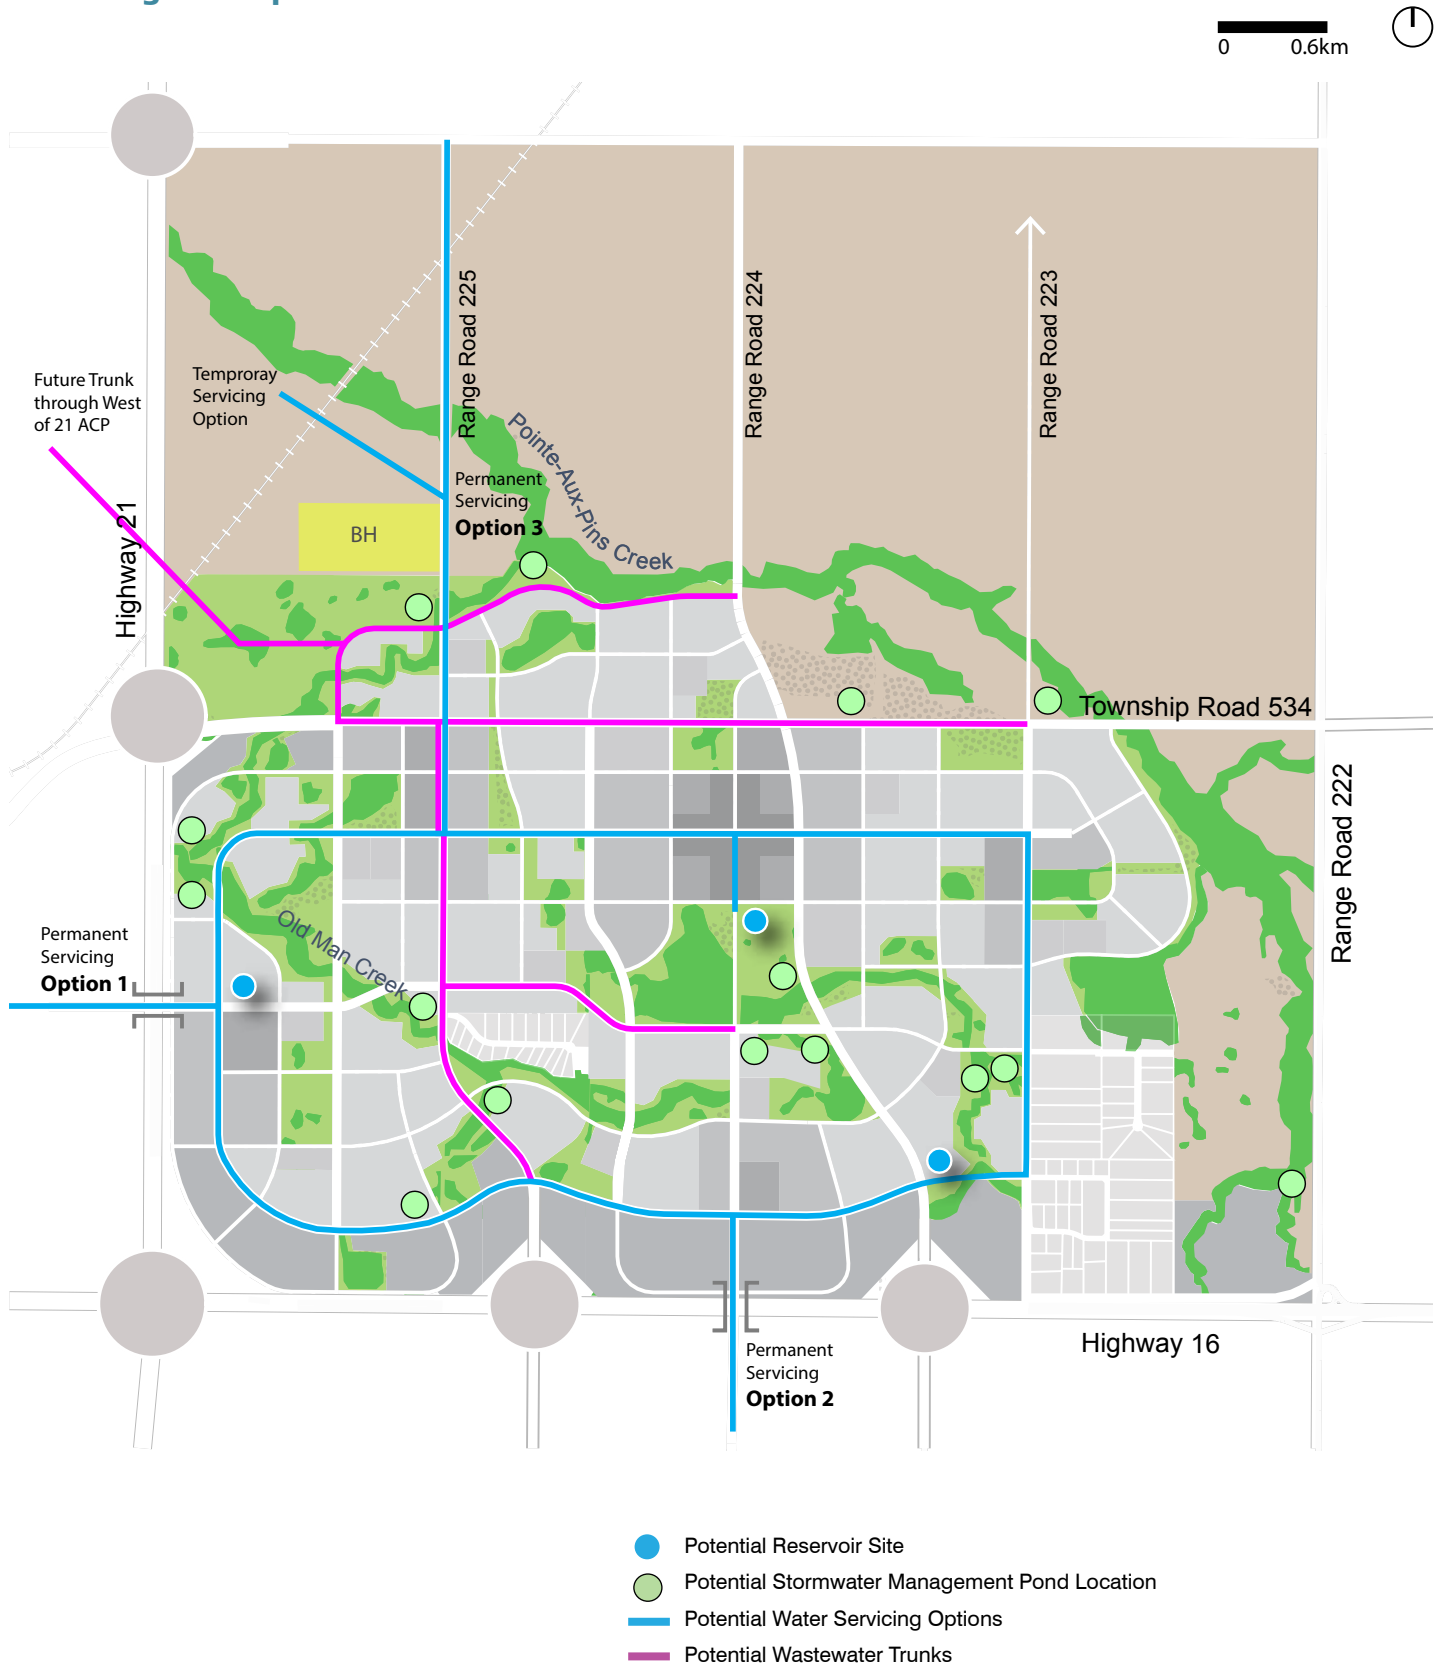 0 0.6km
Range Road 225
Range Road 224
Range Road 223
Future Trunk
through West
of 21 ACP
Temproray
Servicing
Option
Highway 21
Pointe-Aux-Pins Creek
Permanent
Servicing
Option 3
BH
Township Road 534
Range Road 222
Old Man Creek
Permanent
Servicing
Option 1
Highway 16
Permanent
Servicing
Option 2
Potential Reservoir Site
Potential Stormwater Management Pond Location
Potential Water Servicing Options
Potential Wastewater Trunks